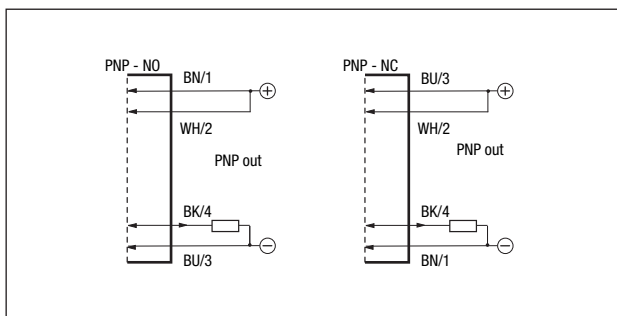 PNP - NO
BN/1
+
WH/2
PNP out
BK/4
−
BU/3
PNP - NC
BU/3
+
WH/2
PNP out
BK/4
−
BN/1